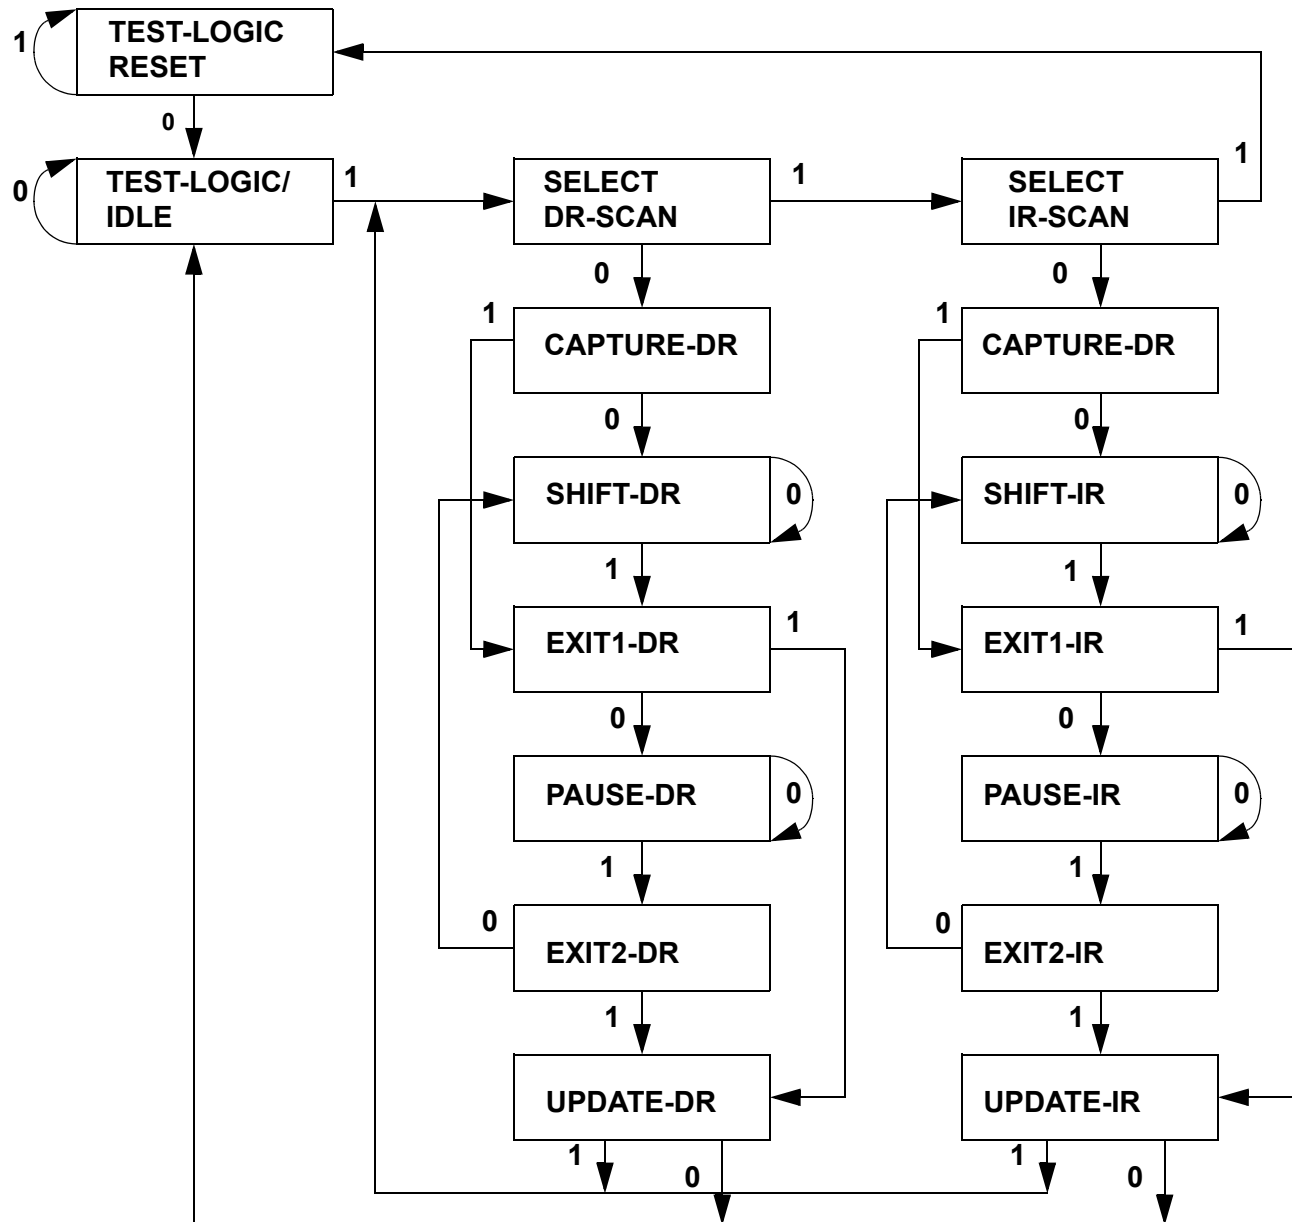 1
TEST-LOGIC
RESET
0
0
TEST-LOGIC/
IDLE
1
SELECT
DR-SCAN
1
SELECT
IR-SCAN
1
0
0
1
CAPTURE-DR
1
CAPTURE-DR
0
0
SHIFT-DR
0
SHIFT-IR
0
1
1
EXIT1-DR
1
EXIT1-IR
1
0
0
PAUSE-DR
0
PAUSE-IR
0
1
1
0
EXIT2-DR
0
EXIT2-IR
1
1
UPDATE-DR
UPDATE-IR
1
0
1
0